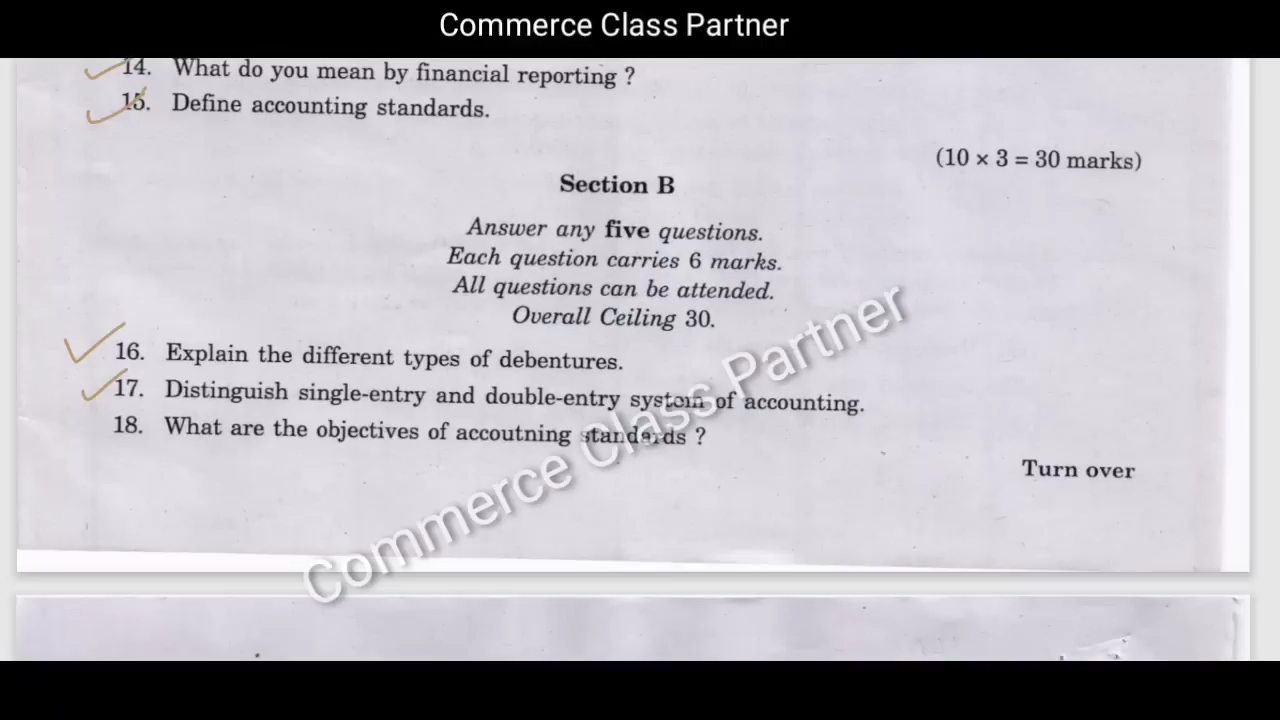 Commerce Class Partner
14. What do you mean by financial reporting ?
15. Define accounting standards.
(10 × 3 = 30 marks)
Section B
Answer any five questions.
Each question carries 6 marks.
All questions can be attended.
Overall Ceiling 30.
16. Explain the different types of debentures.
17. Distinguish single-entry and double-entry system of accounting.
18. What are the objectives of accoutning standards ?
Turn over
Commerce Class Partner